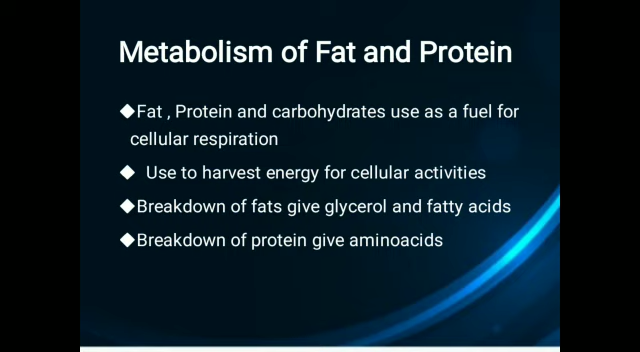 Metabolism of Fat and Protein
◆Fat , Protein and carbohydrates use as a fuel for
cellular respiration
◆ Use to harvest energy for cellular activities
◆Breakdown of fats give glycerol and fatty acids
◆Breakdown of protein give aminoacids